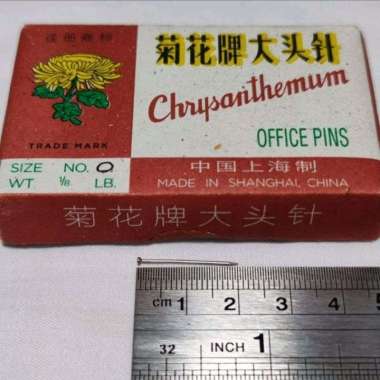 注册商标
菊花牌大头针
Chrysanthemum
TRADE MARK
OFFICE PINS
SIZE NO. 0
WT ⅛ LB.
中国上海制
MADE IN SHANGHAI, CHINA
菊花牌大头针
cm 1 2 3 4 5
32 INCH 1